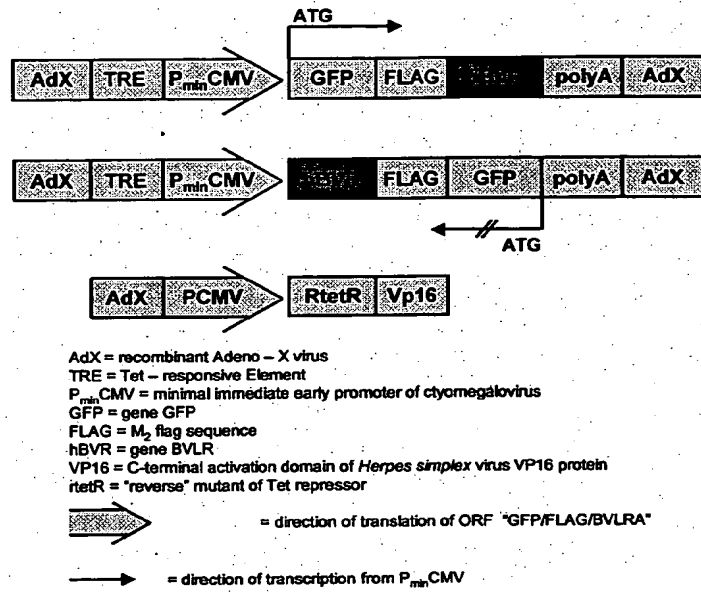 ATG
AdX TRE PminCMV GFP FLAG polyA AdX
AdX TRE PminCMV FLAG GFP polyA AdX
ATG
AdX PCMV RtetR Vp16
AdX = recombinant Adeno – X virus
TRE = Tet – responsive Element
PminCMV = minimal immediate early promoter of ctyomegalovirus
GFP = gene GFP
FLAG = M2 flag sequence
hBVR = gene BVLR
VP16 = C-terminal activation domain of Herpes simplex virus VP16 protein
rtetR = "reverse" mutant of Tet repressor
= direction of translation of ORF "GFP/FLAG/BVLRA"
= direction of transcription from PminCMV